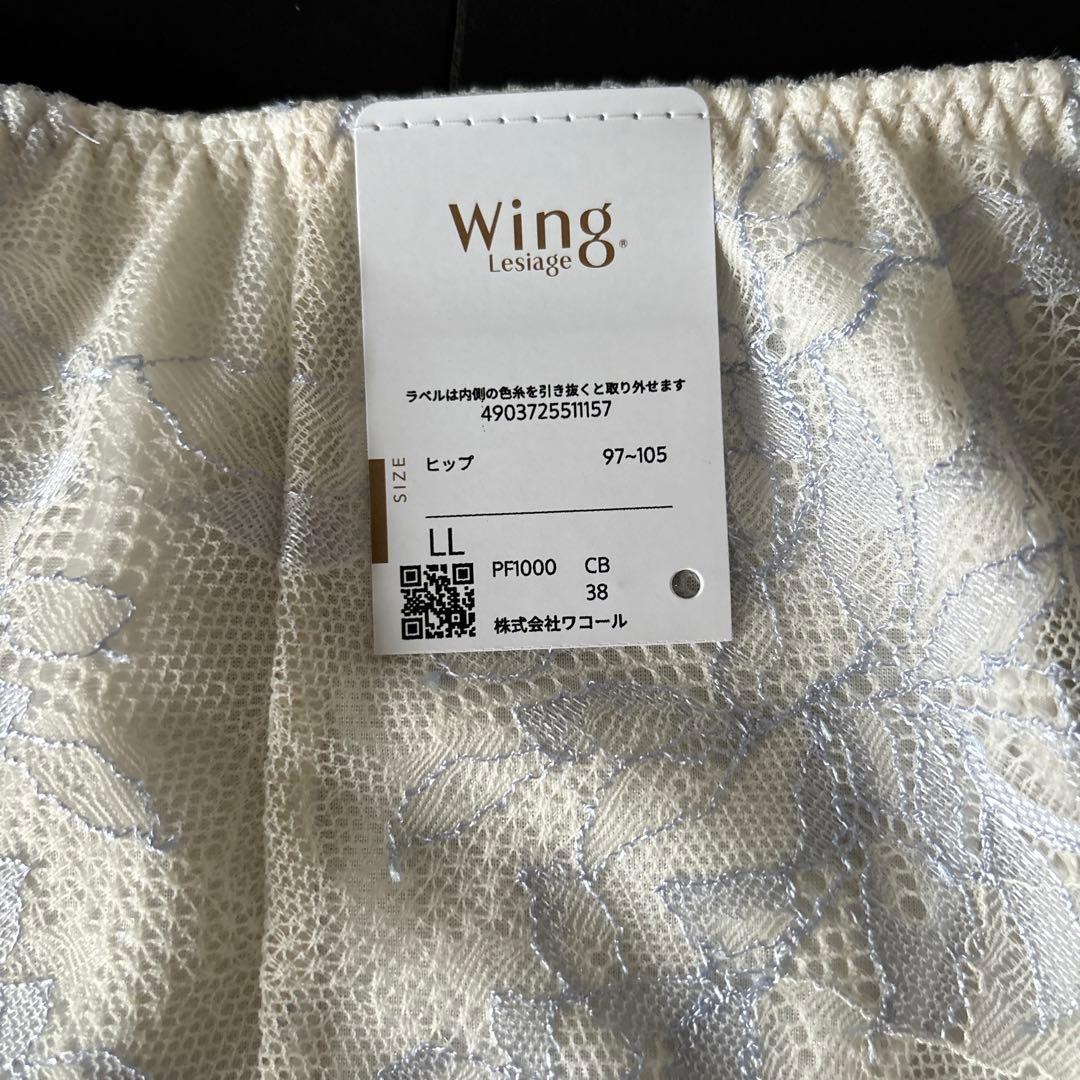 Wing®
Lesiage
ラベルは内側の色糸を引き抜くと取り外せます
4903725511157
SIZE
ヒップ 97~105
LL
PF1000 CB
38
株式会社ワコール